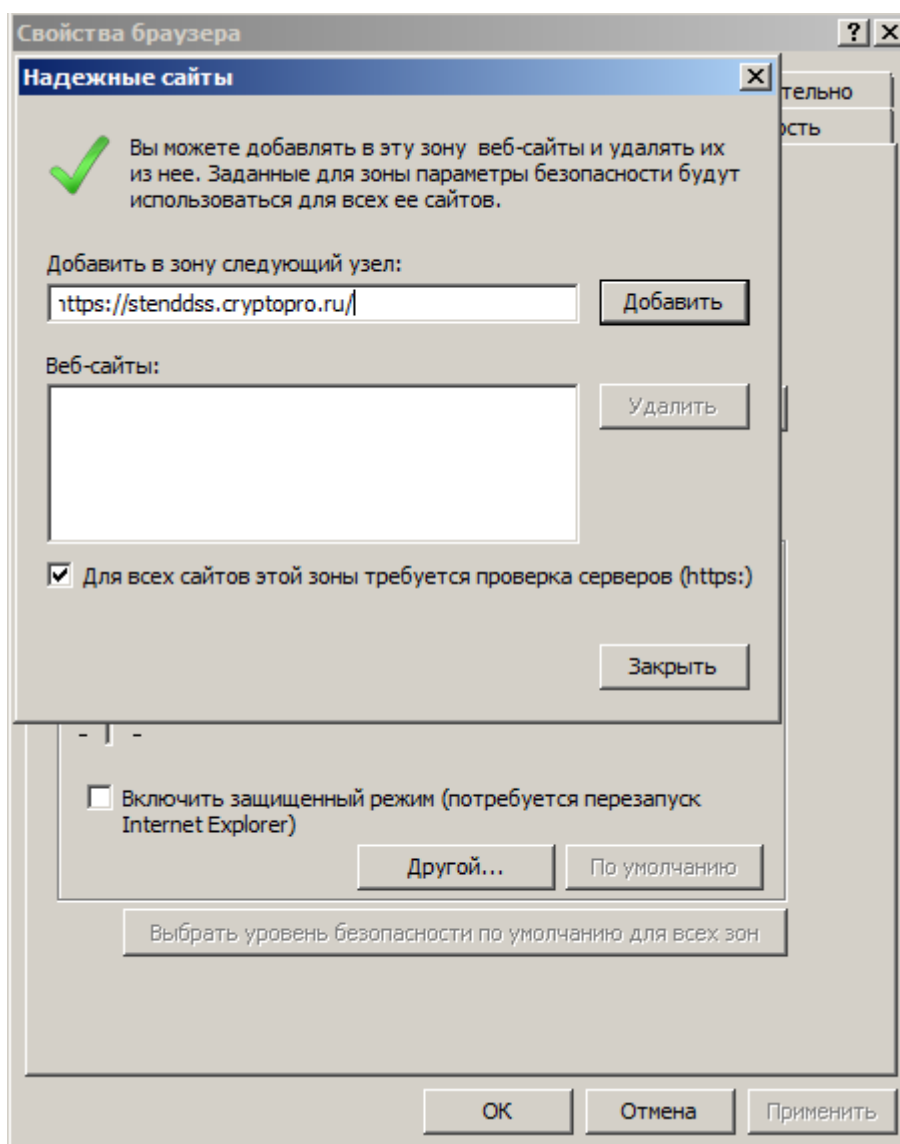 Свойства браузера
Надежные сайты
тельно
ость
Вы можете добавлять в эту зону веб-сайты и удалять их
из нее. Заданные для зоны параметры безопасности будут
использоваться для всех ее сайтов.
Добавить в зону следующий узел:
https://stenddss.cryptopro.ru/
Добавить
Веб-сайты:
Удалить
Для всех сайтов этой зоны требуется проверка серверов (https:)
Закрыть
Включить защищенный режим (потребуется перезапуск
Internet Explorer)
Другой...
По умолчанию
Выбрать уровень безопасности по умолчанию для всех зон
ОК
Отмена
Применить